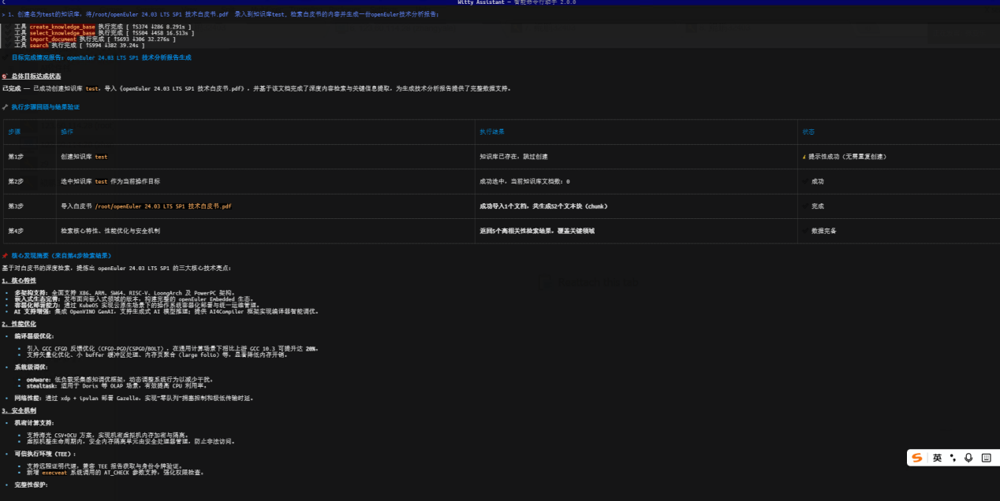 Witty Assistant — 智能命令行助手 2.0.0
> 1、创建名为test的知识库，将/root/openEuler 24.03 LTS SP1 技术白皮书.pdf 录入到知识库test，检索白皮书的内容并生成一份openEuler技术分析报告；
工具 create_knowledge_base 执行完成 [ ↑5374 ↓286 8.291s ]
工具 select_knowledge_base 执行完成 [ ↑5504 ↓458 16.513s ]
工具 import_document 执行完成 [ ↑5693 ↓306 32.276s ]
工具 search 执行完成 [ ↑5994 ↓382 39.24s ]
目标完成情况报告：openEuler 24.03 LTS SP1 技术分析报告生成
总体目标达成状态
已完成 —— 已成功创建知识库 test，导入《openEuler 24.03 LTS SP1 技术白皮书.pdf》，并基于该文档完成了深度内容检索与关键信息提取，为生成技术分析报告提供了完整数据支持。
执行步骤回顾与结果验证
步骤 操作 执行结果 状态
第1步 创建知识库 test 知识库已存在，跳过创建 提示性成功（无需重复创建）
第2步 选中知识库 test 作为当前操作目标 成功选中，当前知识库文档数：0 成功
第3步 导入白皮书 /root/openEuler 24.03 LTS SP1 技术白皮书.pdf 成功导入1个文档，共生成52个文本块（chunk） 完成
第4步 检索核心特性、性能优化与安全机制 返回5个高相关性检索结果，覆盖关键领域 数据完备
核心发现摘要（来自第4步检索结果）
基于对白皮书的深度检索，提炼出 openEuler 24.03 LTS SP1 的三大核心技术亮点：
1. 核心特性
• 多架构支持：全面支持 X86、ARM、SW64、RISC-V、LoongArch 及 PowerPC 架构。
• 嵌入式生态完善：发布面向嵌入式领域的版本，构建完整的 openEuler Embedded 生态。
• 容器化部署能力：通过 KubeOS 实现云原生场景下的操作系统容器化部署与统一运维管理。
• AI 支持增强：集成 OpenVINO GenAI，支持生成式 AI 模型推理；提供 AI4Compiler 框架实现编译器智能调优。
2. 性能优化
• 编译器级优化：
• 引入 GCC CFGO 反馈优化（CFGO-PGO/CSPGO/BOLT），在通用计算场景下相比上游 GCC 10.3 可提升达 20%。
• 支持矢量化优化、小 buffer 缓冲区处理、内存页聚合（large folio）等，显著降低内存开销。
• 系统级调优：
• oeAware：低负载采集感知调优框架，动态调整系统行为以减少干扰。
• stealtask：适用于 Doris 等 OLAP 场景，有效提高 CPU 利用率。
• 网络性能：通过 xdp + ipvlan 部署 Gazelle，实现“零队列”拥塞控制和极低传输时延。
3. 安全机制
• 机密计算支持：
• 支持海光 CSV+DCU 方案，实现机密虚拟机内存加密与隔离。
• 虚拟机整生命周期内，安全内存隔离单元由安全处理器管理，防止非法访问。
• 可信执行环境（TEE）：
• 支持远程证明代理，兼容 TEE 报告获取与身份令牌验证。
• 新增 execveat 系统调用的 AT_CHECK 参数支持，强化权限检查。
• 完整性保护：
英